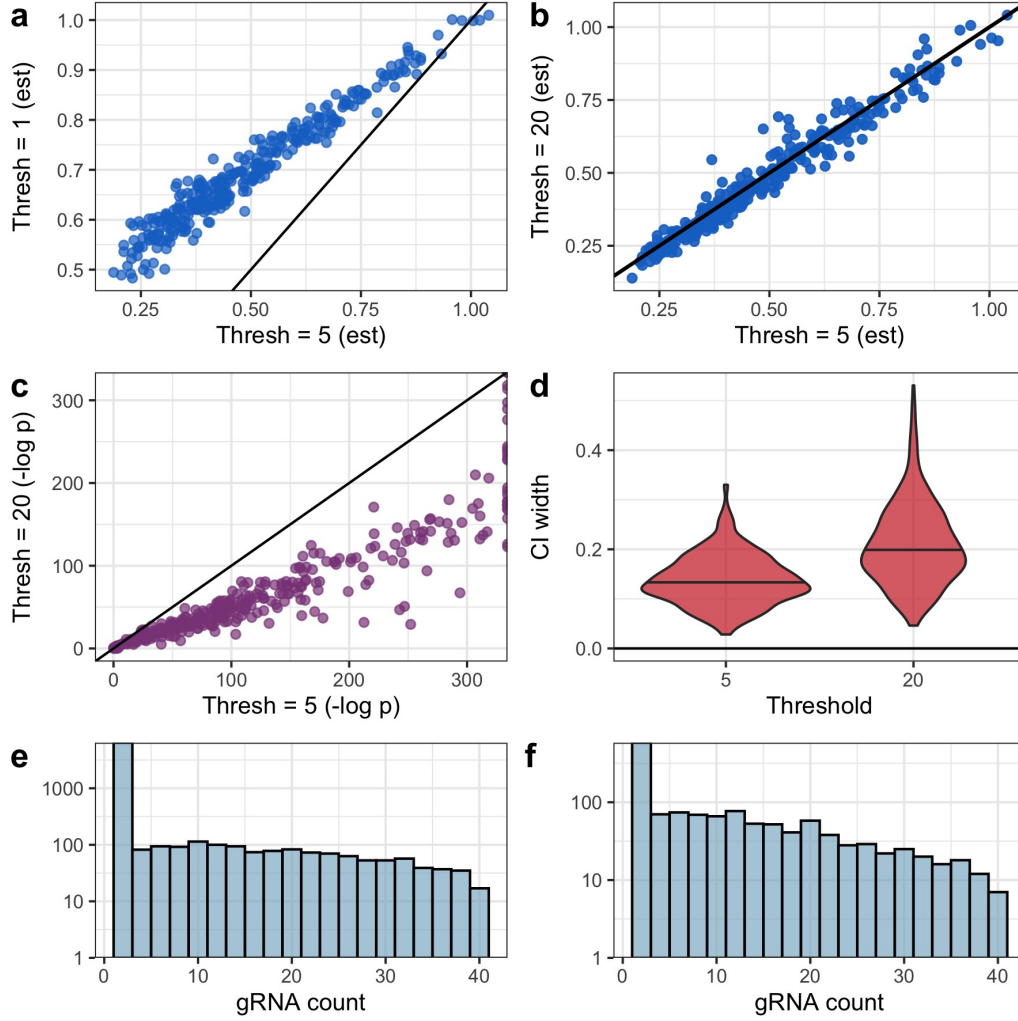 a
1.0
0.9
0.8
0.7
0.6
0.5
Thresh = 1 (est)
0.25 0.50 0.75 1.00
Thresh = 5 (est)
b
1.00
0.75
0.50
0.25
Thresh = 20 (est)
0.25 0.50 0.75 1.00
Thresh = 5 (est)
c
300
200
100
0
Thresh = 20 (-log p)
0 100 200 300
Thresh = 5 (-log p)
d
0.4
0.2
0.0
CI width
5 20
Threshold
e
1000
100
10
1
0 10 20 30 40
gRNA count
f
100
10
1
0 10 20 30 40
gRNA count